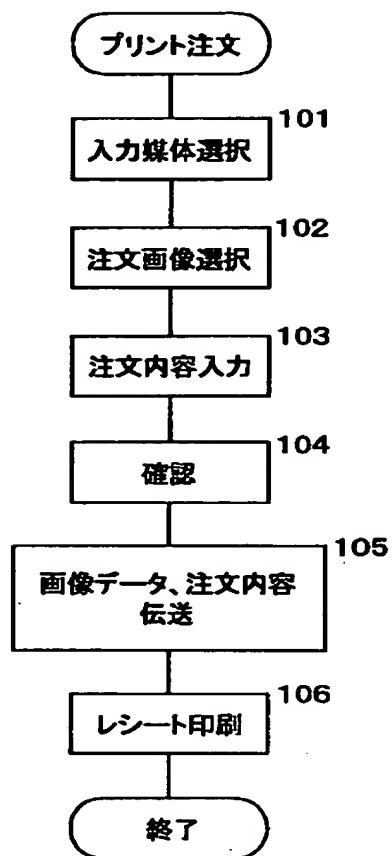 プリント注文
101
入力媒体選択
102
注文画像選択
103
注文内容入力
104
確認
105
画像データ、注文内容
伝送
106
レシート印刷
終了